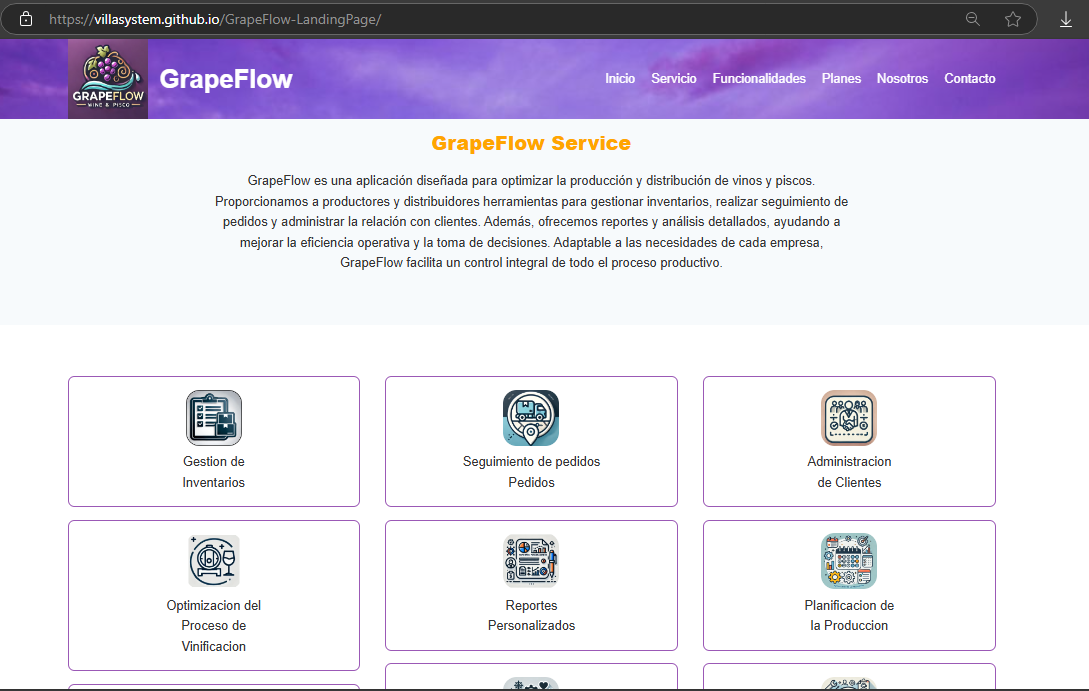 https://villasystem.github.io/GrapeFlow-LandingPage/
GRAPEFLOW
WINE & PISCO
GrapeFlow
Inicio Servicio Funcionalidades Planes Nosotros Contacto
GrapeFlow Service
GrapeFlow es una aplicación diseñada para optimizar la producción y distribución de vinos y piscos.
Proporcionamos a productores y distribuidores herramientas para gestionar inventarios, realizar seguimiento de
pedidos y administrar la relación con clientes. Además, ofrecemos reportes y análisis detallados, ayudando a
mejorar la eficiencia operativa y la toma de decisiones. Adaptable a las necesidades de cada empresa,
GrapeFlow facilita un control integral de todo el proceso productivo.
Gestion de
Inventarios
Seguimiento de pedidos
Pedidos
Administracion
de Clientes
Optimizacion del
Proceso de
Vinificacion
Reportes
Personalizados
Planificacion de
la Produccion